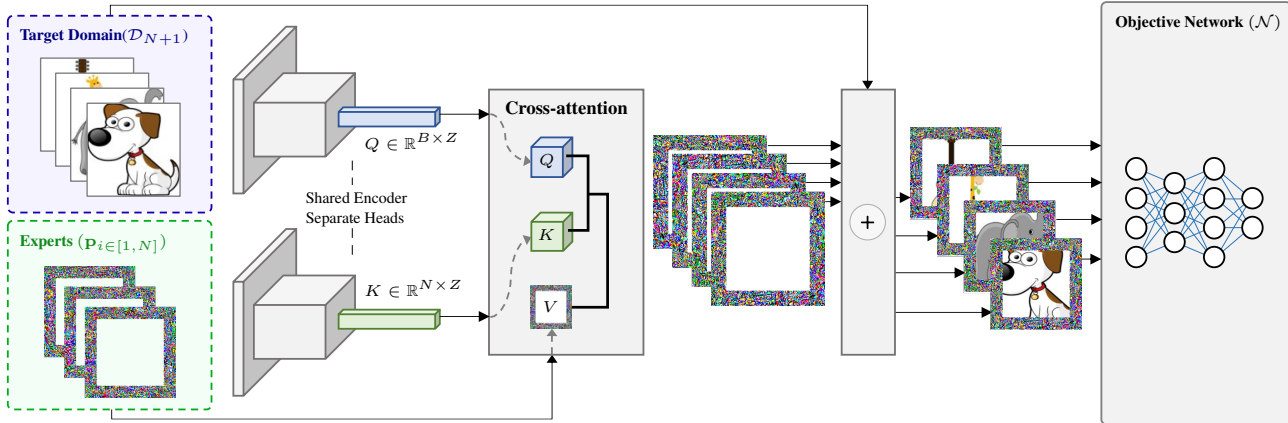 Target Domain(𝒟_{N+1})
Experts (p_{i∈[1,N]})
Q ∈ ℝ^{B×Z}
Shared Encoder
Separate Heads
K ∈ ℝ^{N×Z}
Cross-attention
Q
K
V
+
Objective Network (𝒩)